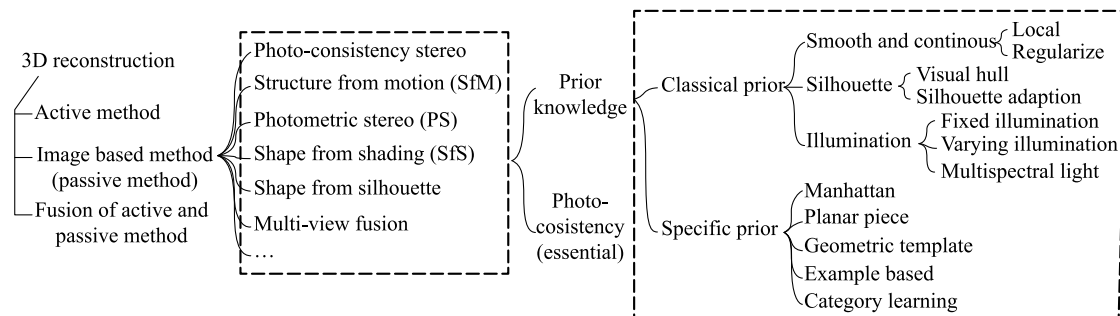 3D reconstruction
Active method
Image based method
(passive method)
Fusion of active and
passive method
Photo-consistency stereo
Structure from motion (SfM)
Photometric stereo (PS)
Shape from shading (SfS)
Shape from silhouette
Multi-view fusion
…
Prior
knowledge
Photo-
cosistency
(essential)
Classical prior
Smooth and continous
Local
Regularize
Silhouette
Visual hull
Silhouette adaption
Illumination
Fixed illumination
Varying illumination
Multispectral light
Specific prior
Manhattan
Planar piece
Geometric template
Example based
Category learning